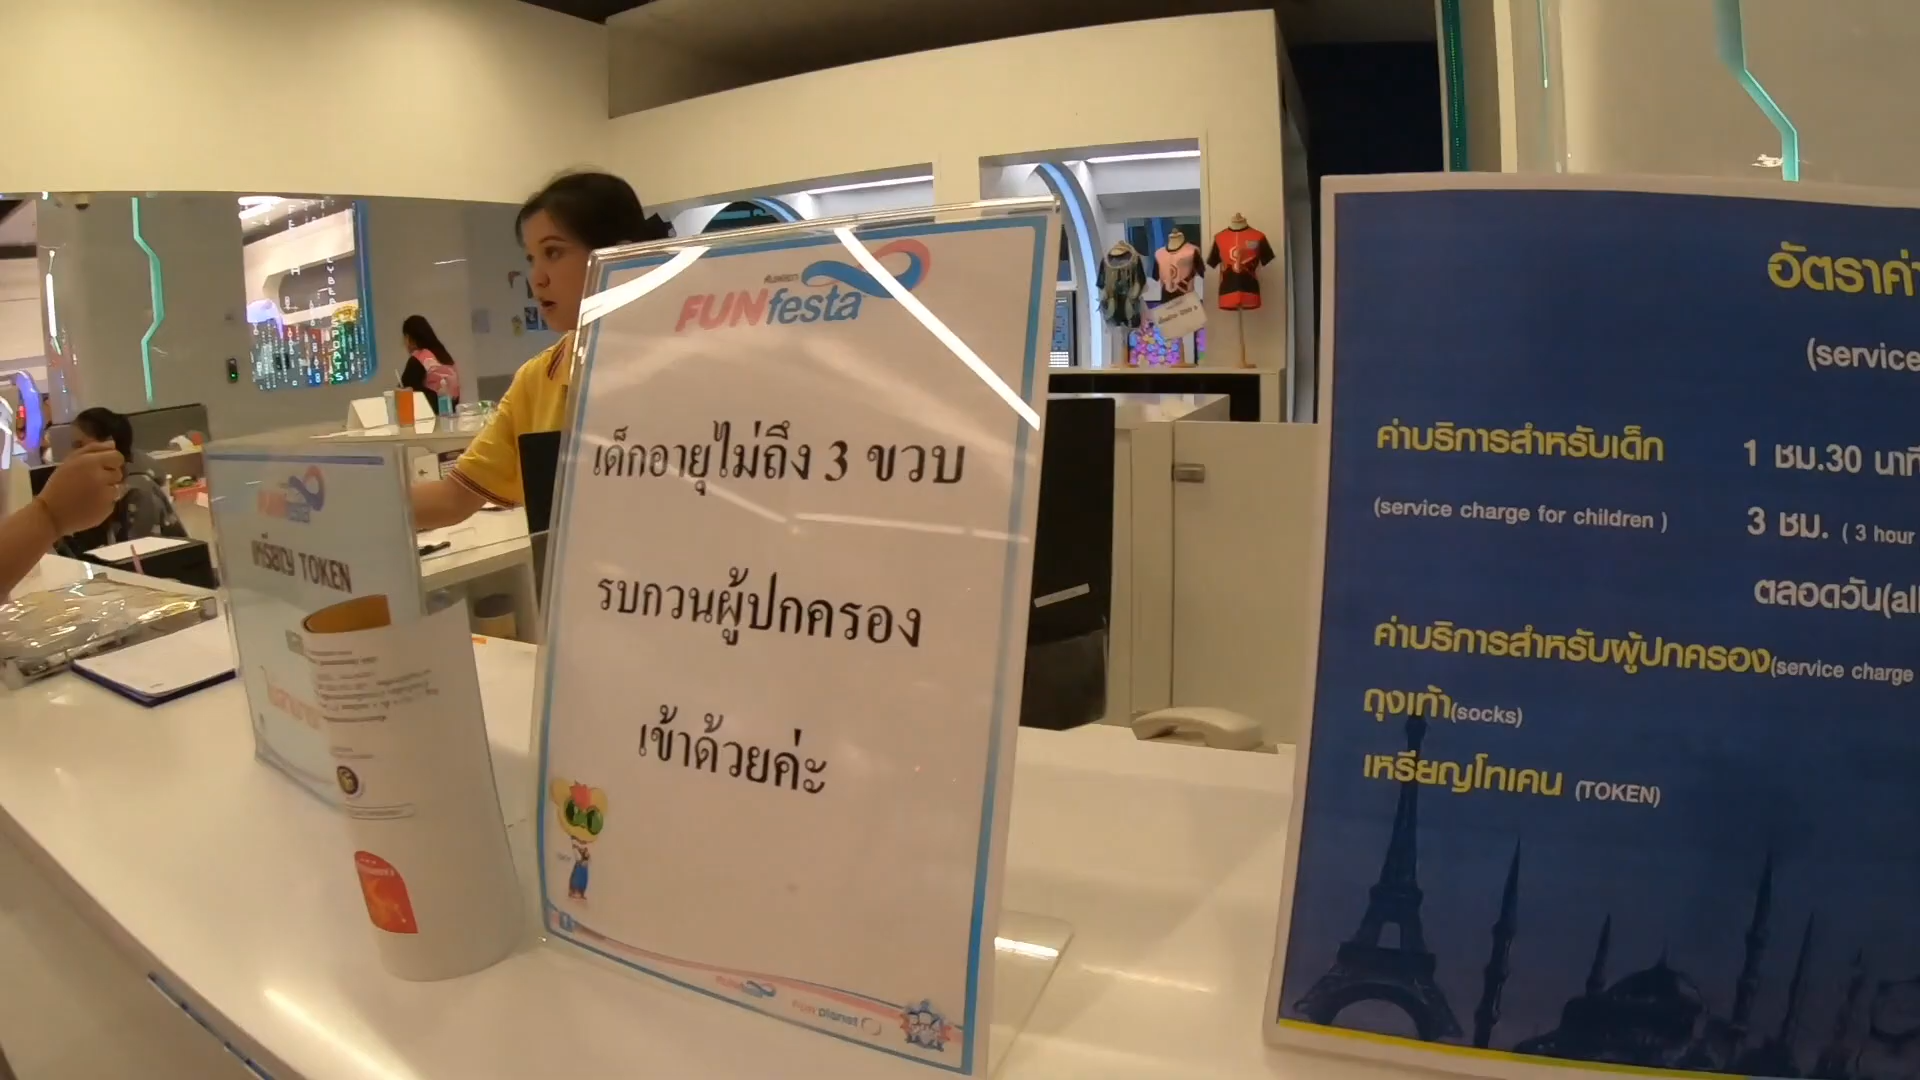 FUNfesta
เด็กอายุไม่ถึง 3 ขวบ
รบกวนผู้ปกครอง
เข้าด้วยค่ะ
FUNfesta
FUN planet
FUNfesta
เหรียญ TOKEN
อัตราค่า
(service
ค่าบริการสำหรับเด็ก
1 ชม.30 นาที
(service charge for children )
3 ชม. ( 3 hour
ตลอดวัน(all
ค่าบริการสำหรับผู้ปกครอง(service charge
ถุงเท้า(socks)
เหรียญโทเคน (TOKEN)